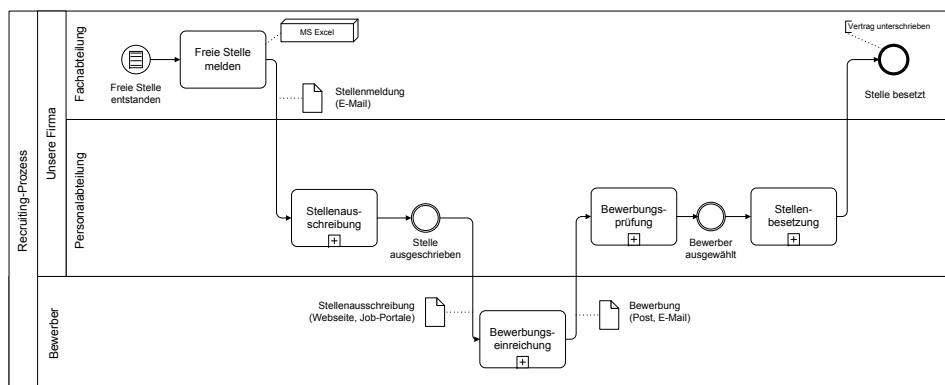 Recruiting-Prozess
Unsere Firma
Fachabteilung
Freie Stelle
entstanden
Freie Stelle
melden
MS Excel
Stellenmeldung
(E-Mail)
Vertrag unterschrieben
Stelle besetzt
Personalabteilung
Stellenaus-
schreibung
Stelle
ausgeschrieben
Bewerbungs-
prüfung
Bewerber
ausgewählt
Stellen-
besetzung
Bewerber
Stellenausschreibung
(Webseite, Job-Portale)
Bewerbungs-
einreichung
Bewerbung
(Post, E-Mail)